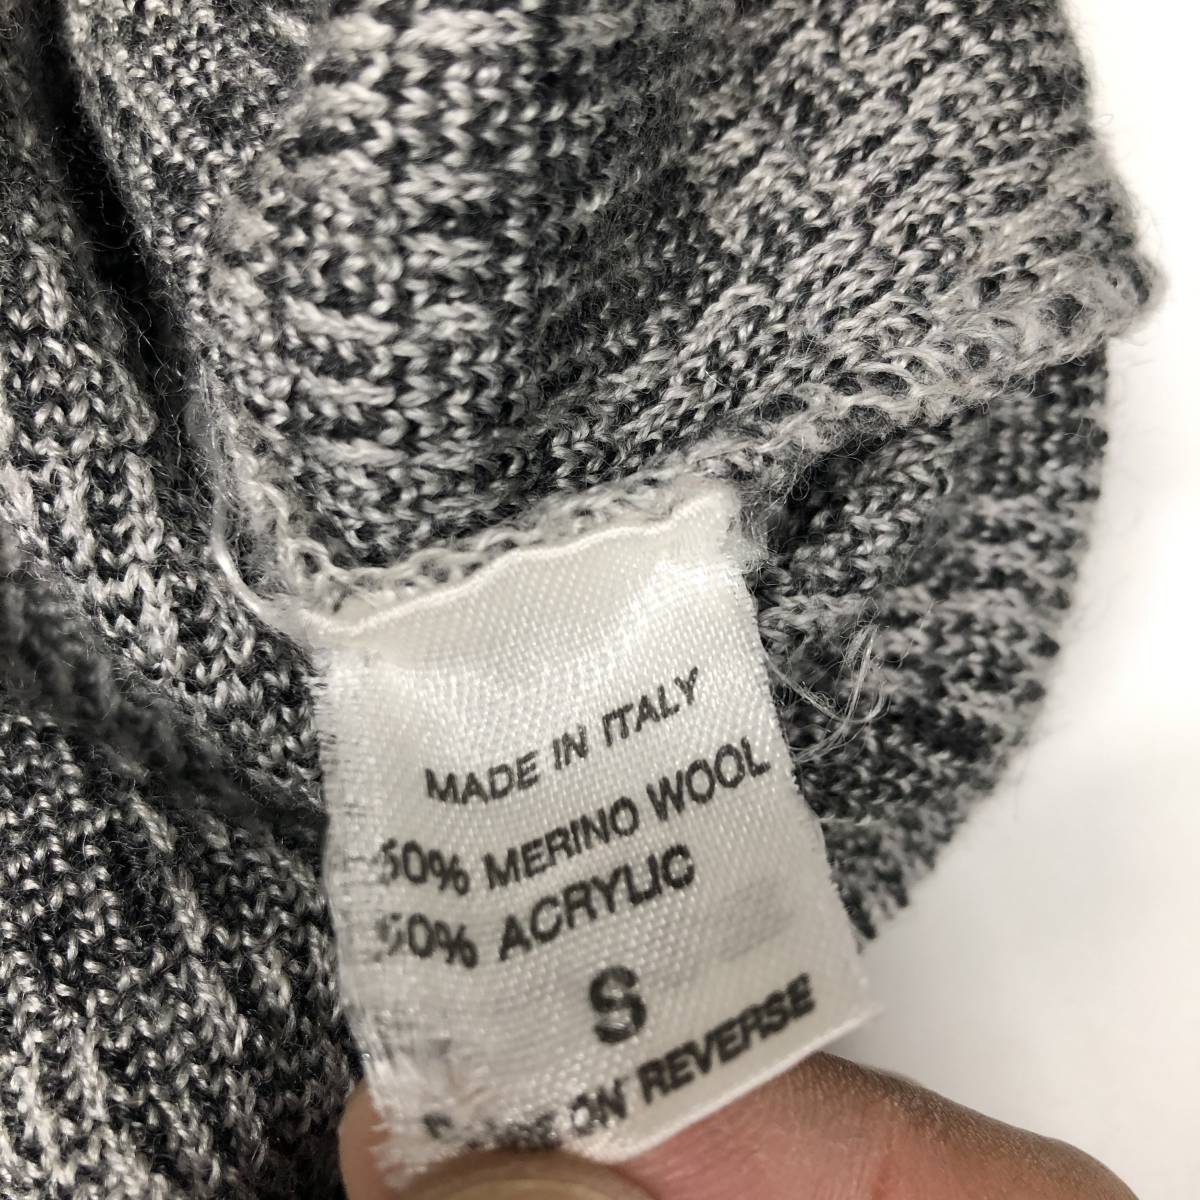 MADE IN ITALY
50% MERINO WOOL
50% ACRYLIC
S
ON REVERSE